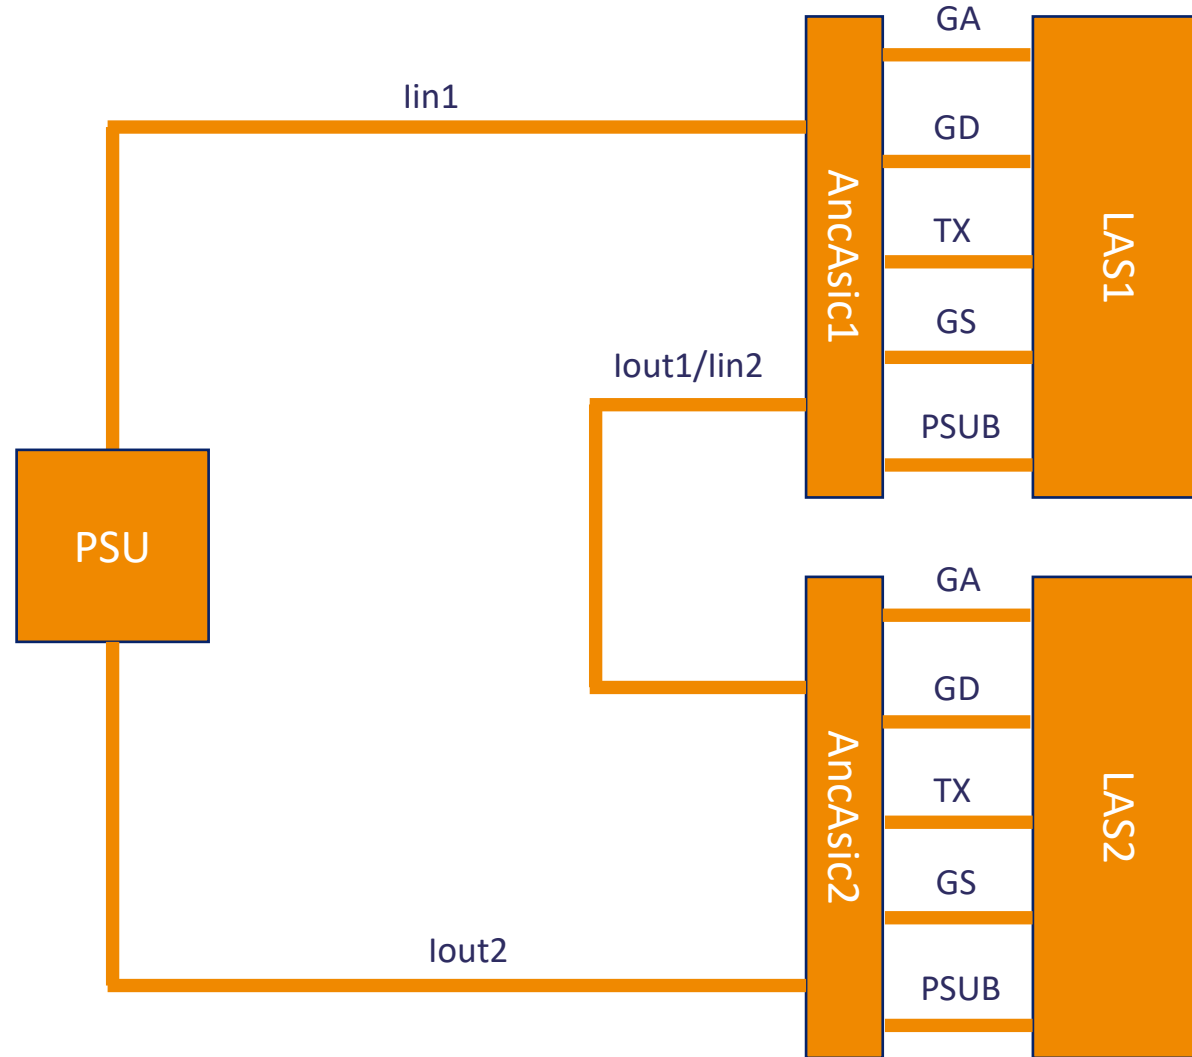 GA
Iin1
GD
AncAsic1
LAS1
TX
GS
Iout1/Iin2
PSUB
PSU
GA
GD
AncAsic2
LAS2
TX
GS
Iout2
PSUB